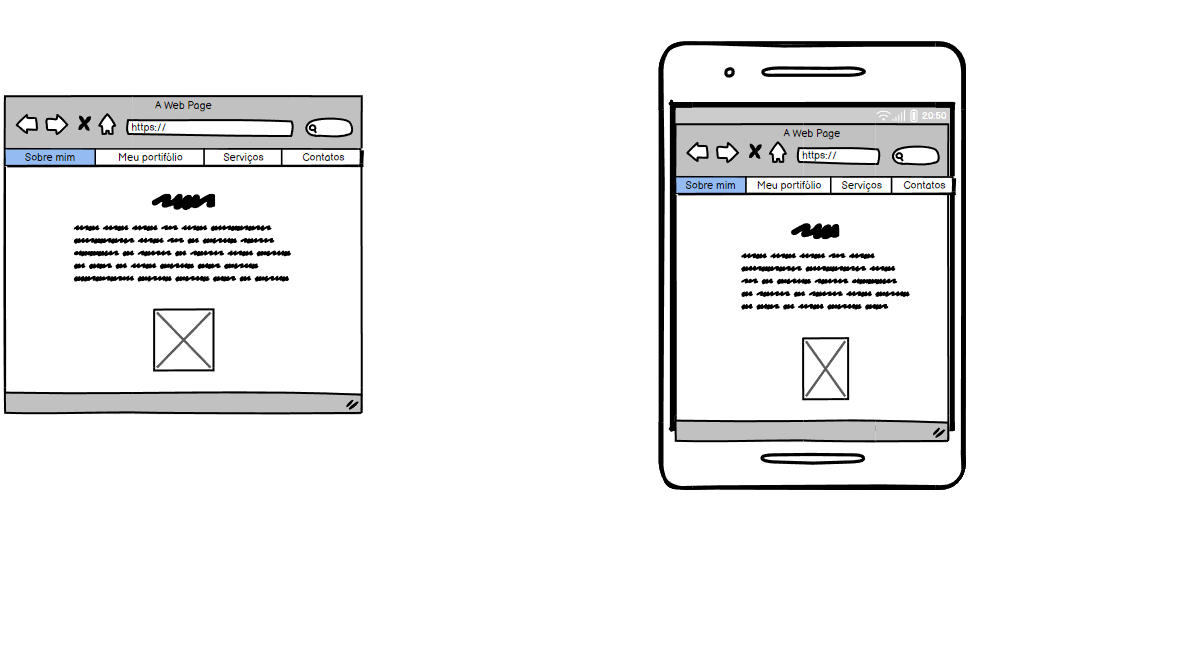 A Web Page
https://
Sobre mim Meu portifólio Serviços Contatos
20:50
A Web Page
https://
Sobre mim Meu portifólio Serviços Contatos